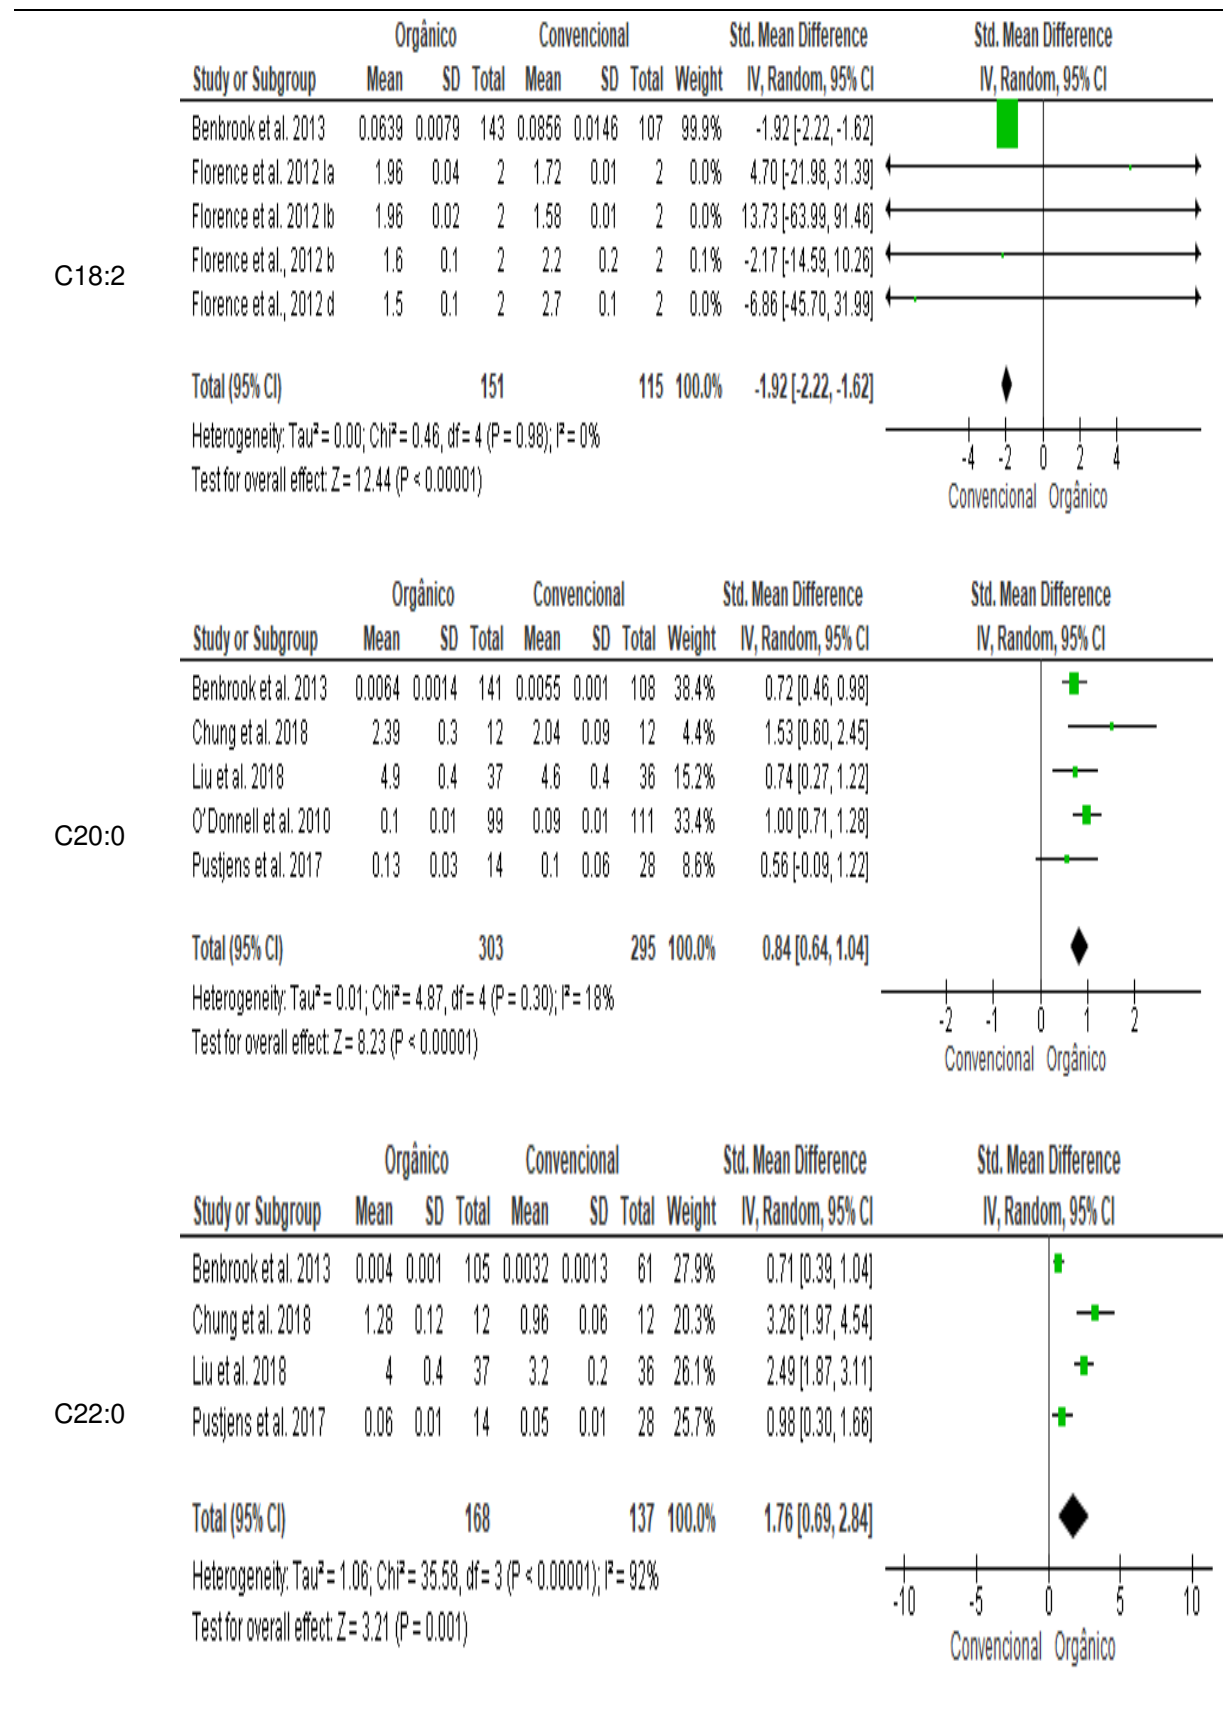 Orgânico Convencional Std. Mean Difference Std. Mean Difference
Study or Subgroup Mean SD Total Mean SD Total Weight IV, Random, 95% CI IV, Random, 95% CI
Benbrook et al. 2013 0.0639 0.0079 143 0.0856 0.0146 107 99.9% -1.92 [-2.22, -1.62]
Florence et al. 2012 Ia 1.96 0.04 2 1.72 0.01 2 0.0% 4.70 [-21.98, 31.39]
Florence et al. 2012 Ib 1.96 0.02 2 1.58 0.01 2 0.0% 13.73 [-63.99, 91.46]
Florence et al., 2012 b 1.6 0.1 2 2.2 0.2 2 0.1% -2.17 [-14.59, 10.26]
C18:2
Florence et al., 2012 d 1.5 0.1 2 2.7 0.1 2 0.0% -6.86 [-45.70, 31.99]
Total (95% CI) 151 115 100.0% -1.92 [-2.22, -1.62]
Heterogeneity: Tau² = 0.00; Chi² = 0.46, df = 4 (P = 0.98); I² = 0%
-4 -2 0 2 4
Test for overall effect: Z = 12.44 (P < 0.00001)
Convencional Orgânico
Orgânico Convencional Std. Mean Difference Std. Mean Difference
Study or Subgroup Mean SD Total Mean SD Total Weight IV, Random, 95% CI IV, Random, 95% CI
Benbrook et al. 2013 0.0064 0.0014 141 0.0055 0.001 108 38.4% 0.72 [0.46, 0.98]
Chung et al. 2018 2.39 0.3 12 2.04 0.09 12 4.4% 1.53 [0.60, 2.45]
Liu et al. 2018 4.9 0.4 37 4.6 0.4 36 15.2% 0.74 [0.27, 1.22]
O'Donnell et al. 2010 0.1 0.01 99 0.09 0.01 111 33.4% 1.00 [0.71, 1.28]
C20:0
Pustjens et al. 2017 0.13 0.03 14 0.1 0.06 28 8.6% 0.56 [-0.09, 1.22]
Total (95% CI) 303 295 100.0% 0.84 [0.64, 1.04]
Heterogeneity: Tau² = 0.01; Chi² = 4.87, df = 4 (P = 0.30); I² = 18%
-2 -1 0 1 2
Test for overall effect: Z = 8.23 (P < 0.00001)
Convencional Orgânico
Orgânico Convencional Std. Mean Difference Std. Mean Difference
Study or Subgroup Mean SD Total Mean SD Total Weight IV, Random, 95% CI IV, Random, 95% CI
Benbrook et al. 2013 0.004 0.001 105 0.0032 0.0013 61 27.9% 0.71 [0.39, 1.04]
Chung et al. 2018 1.28 0.12 12 0.96 0.06 12 20.3% 3.26 [1.97, 4.54]
Liu et al. 2018 4 0.4 37 3.2 0.2 36 26.1% 2.49 [1.87, 3.11]
C22:0
Pustjens et al. 2017 0.06 0.01 14 0.05 0.01 28 25.7% 0.98 [0.30, 1.66]
Total (95% CI) 168 137 100.0% 1.76 [0.69, 2.84]
Heterogeneity: Tau² = 1.06; Chi² = 35.58, df = 3 (P < 0.00001); I² = 92%
-10 -5 0 5 10
Test for overall effect: Z = 3.21 (P = 0.001)
Convencional Orgânico